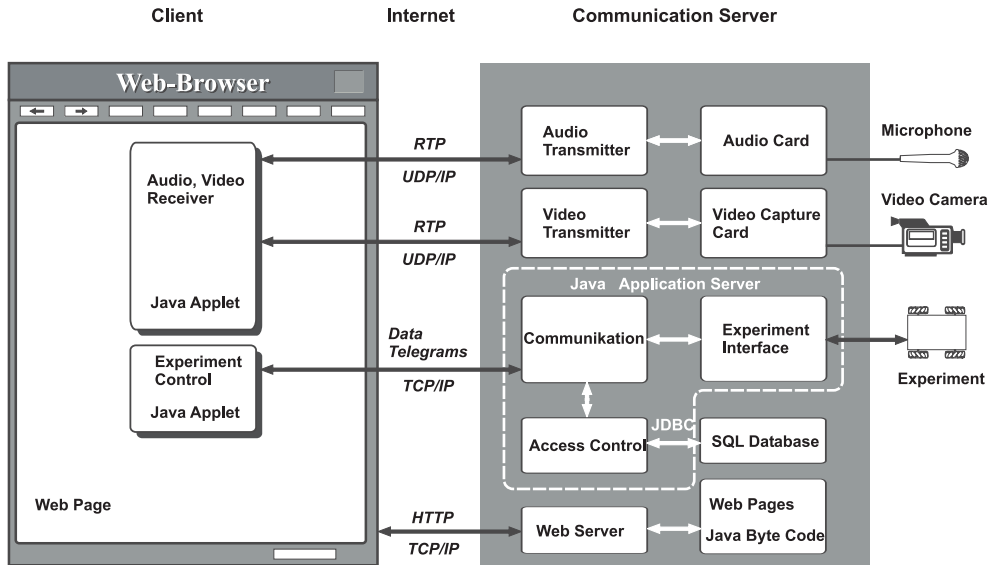 Client
Internet
Communication Server
Web-Browser
RTP
UDP/IP
Audio, Video
Receiver
Java Applet
RTP
UDP/IP
Audio
Transmitter
Audio Card
Microphone
Video
Transmitter
Video Capture
Card
Video Camera
Java Application Server
Data
Telegrams
TCP/IP
Experiment
Control
Java Applet
Communikation
Experiment
Interface
Experiment
Access Control
JDBC
SQL Database
Web Page
HTTP
TCP/IP
Web Server
Web Pages
Java Byte Code